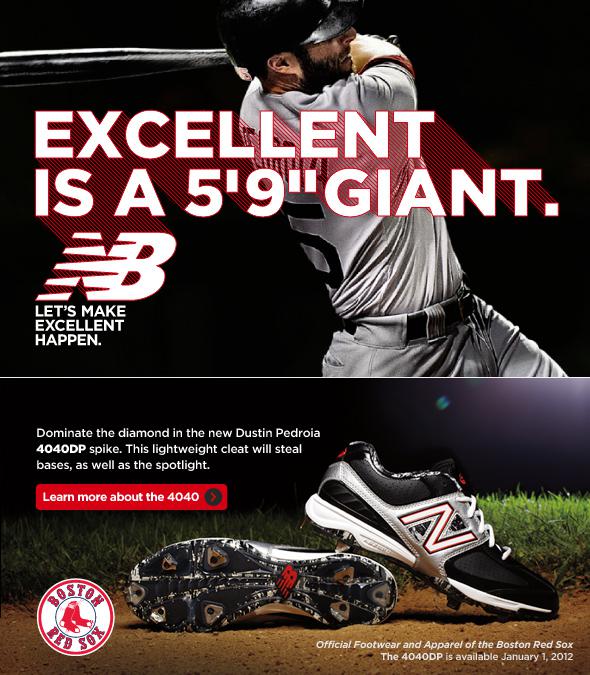 EXCELLENT
IS A 5'9" GIANT.
NB
LET'S MAKE
EXCELLENT
HAPPEN.
5
Dominate the diamond in the new Dustin Pedroia
4040DP spike. This lightweight cleat will steal
bases, as well as the spotlight.
Learn more about the 4040
N
NB
BOSTON
RED SOX
Official Footwear and Apparel of the Boston Red Sox
The 4040DP is available January 1, 2012